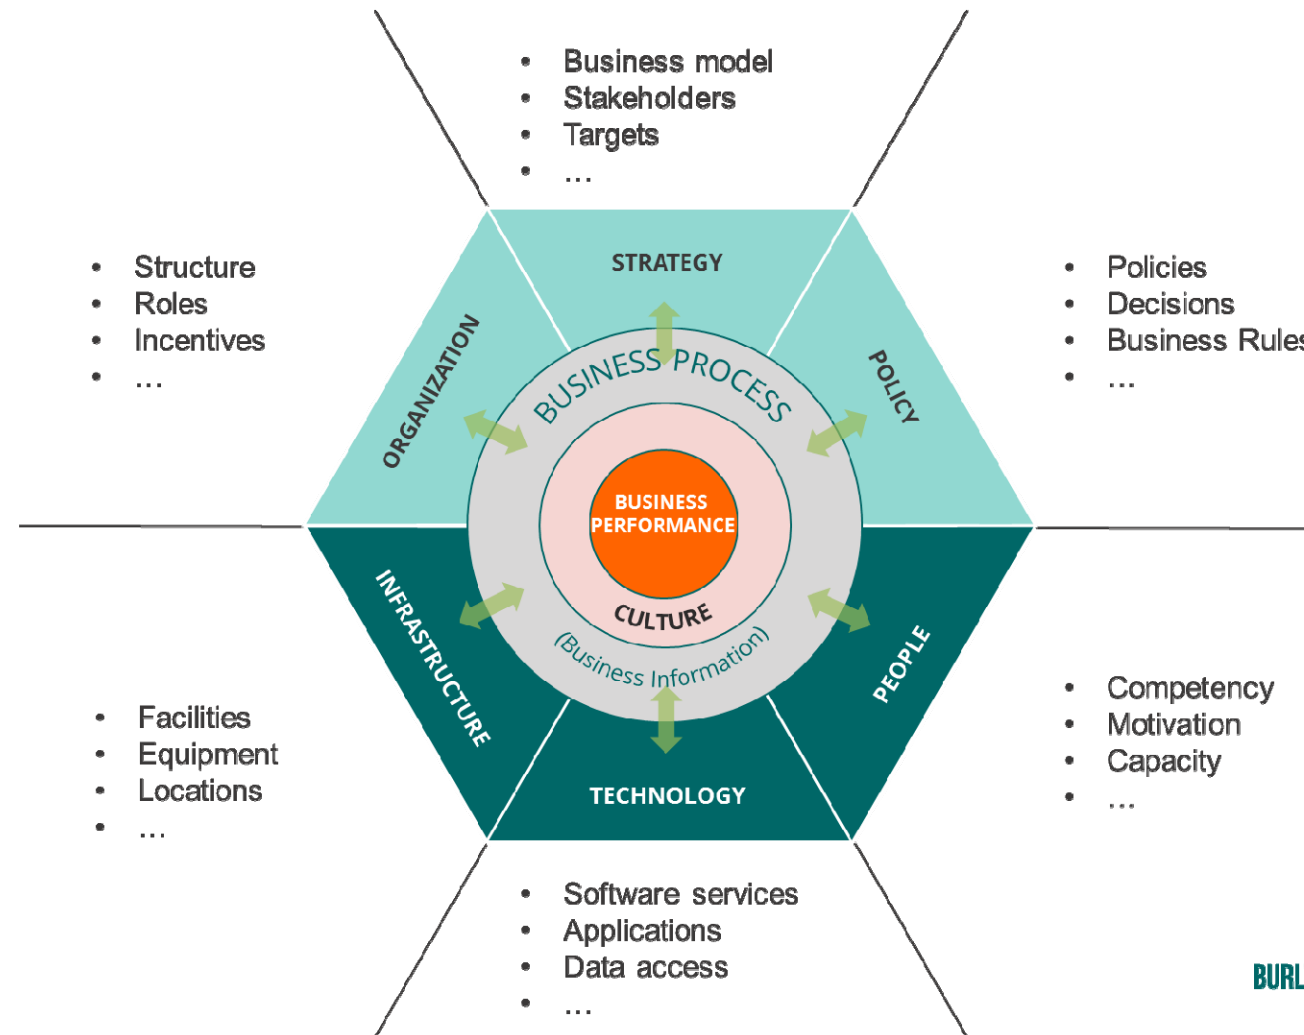 • Business model
• Stakeholders
• Targets
• ...
• Structure
• Roles
• Incentives
• ...
STRATEGY
• Policies
• Decisions
• Business Rules
• ...
ORGANIZATION
POLICY
BUSINESS PROCESS
BUSINESS
PERFORMANCE
CULTURE
(Business Information)
INFRASTRUCTURE
PEOPLE
• Facilities
• Equipment
• Locations
• ...
TECHNOLOGY
• Competency
• Motivation
• Capacity
• ...
• Software services
• Applications
• Data access
• ...
BURL